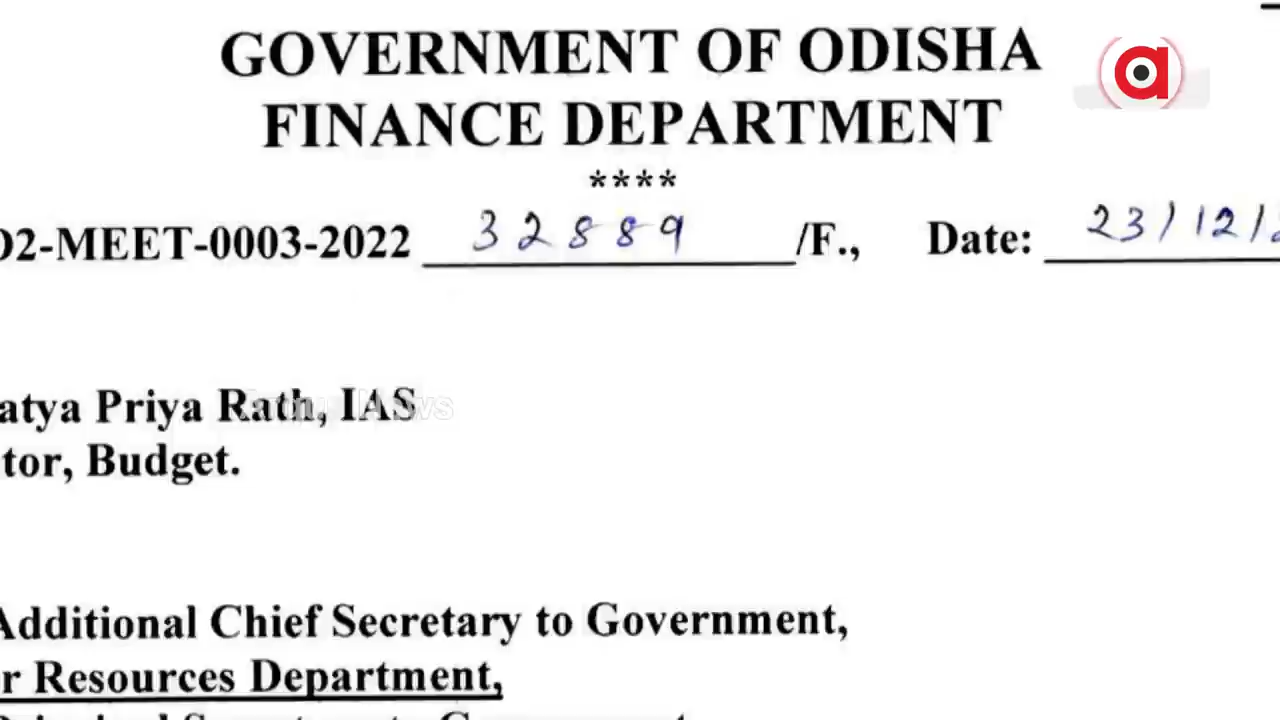 GOVERNMENT OF ODISHA
FINANCE DEPARTMENT
****
-MEET-0003-2022 32889 /F., Date: 23/12/
atya Priya Rath, IAS
tor, Budget.
Additional Chief Secretary to Government,
r Resources Department,